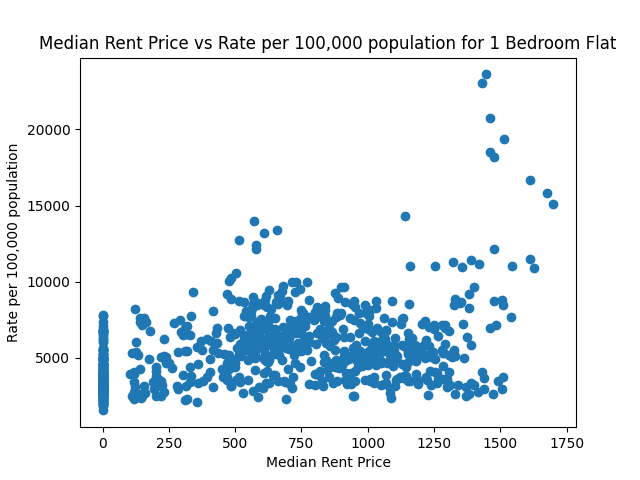 Median Rent Price vs Rate per 100,000 population for 1 Bedroom Flat
20000
15000
10000
5000
Rate per 100,000 population
0 250 500 750 1000 1250 1500 1750
Median Rent Price